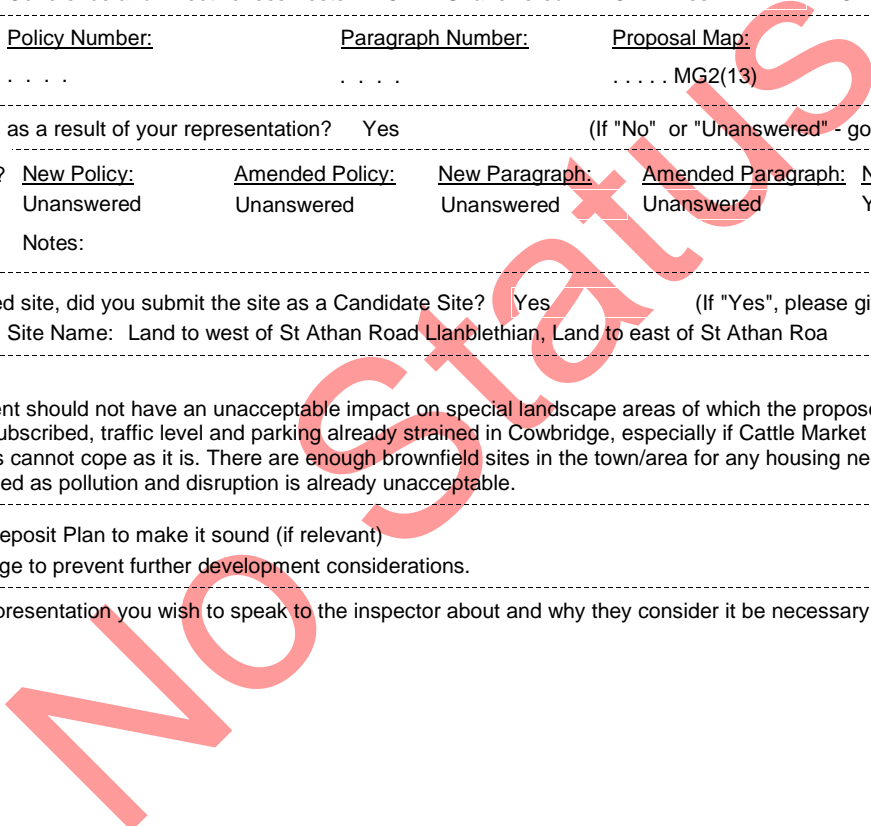 Policy Number: Paragraph Number: Proposal Map:
. . . . . . . . . . . . . MG2(13)
as a result of your representation? Yes (If "No" or "Unanswered" - go
? New Policy: Amended Policy: New Paragraph: Amended Paragraph: N
Unanswered Unanswered Unanswered Unanswered Y
Notes:
ed site, did you submit the site as a Candidate Site? Yes (If "Yes", please gi
Site Name: Land to west of St Athan Road Llanblethian, Land to east of St Athan Roa
ent should not have an unacceptable impact on special landscape areas of which the propose
ubscribed, traffic level and parking already strained in Cowbridge, especially if Cattle Market
s cannot cope as it is. There are enough brownfield sites in the town/area for any housing ne
ed as pollution and disruption is already unacceptable.
eposit Plan to make it sound (if relevant)
ge to prevent further development considerations.
presentation you wish to speak to the inspector about and why they consider it be necessary
No Status